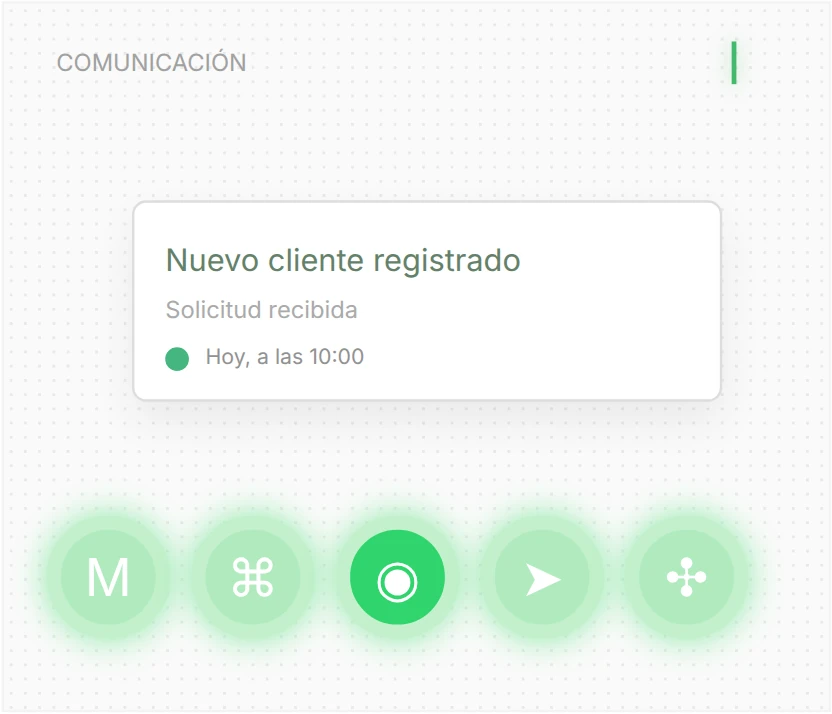 COMUNICACIÓN
Nuevo cliente registrado
Solicitud recibida
Hoy, a las 10:00
M ⌘ ◉ ➤ ✣